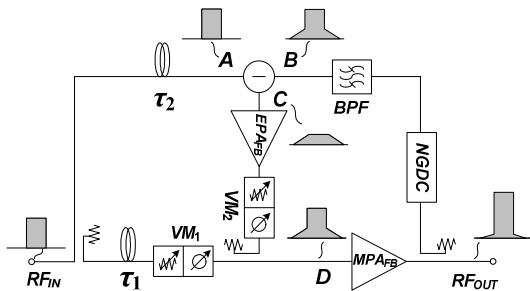 A
B
τ2
−
C
BPF
EPAFB
NGDC
VM2
VM1
RFIN
τ1
D
MPAFB
RFOUT